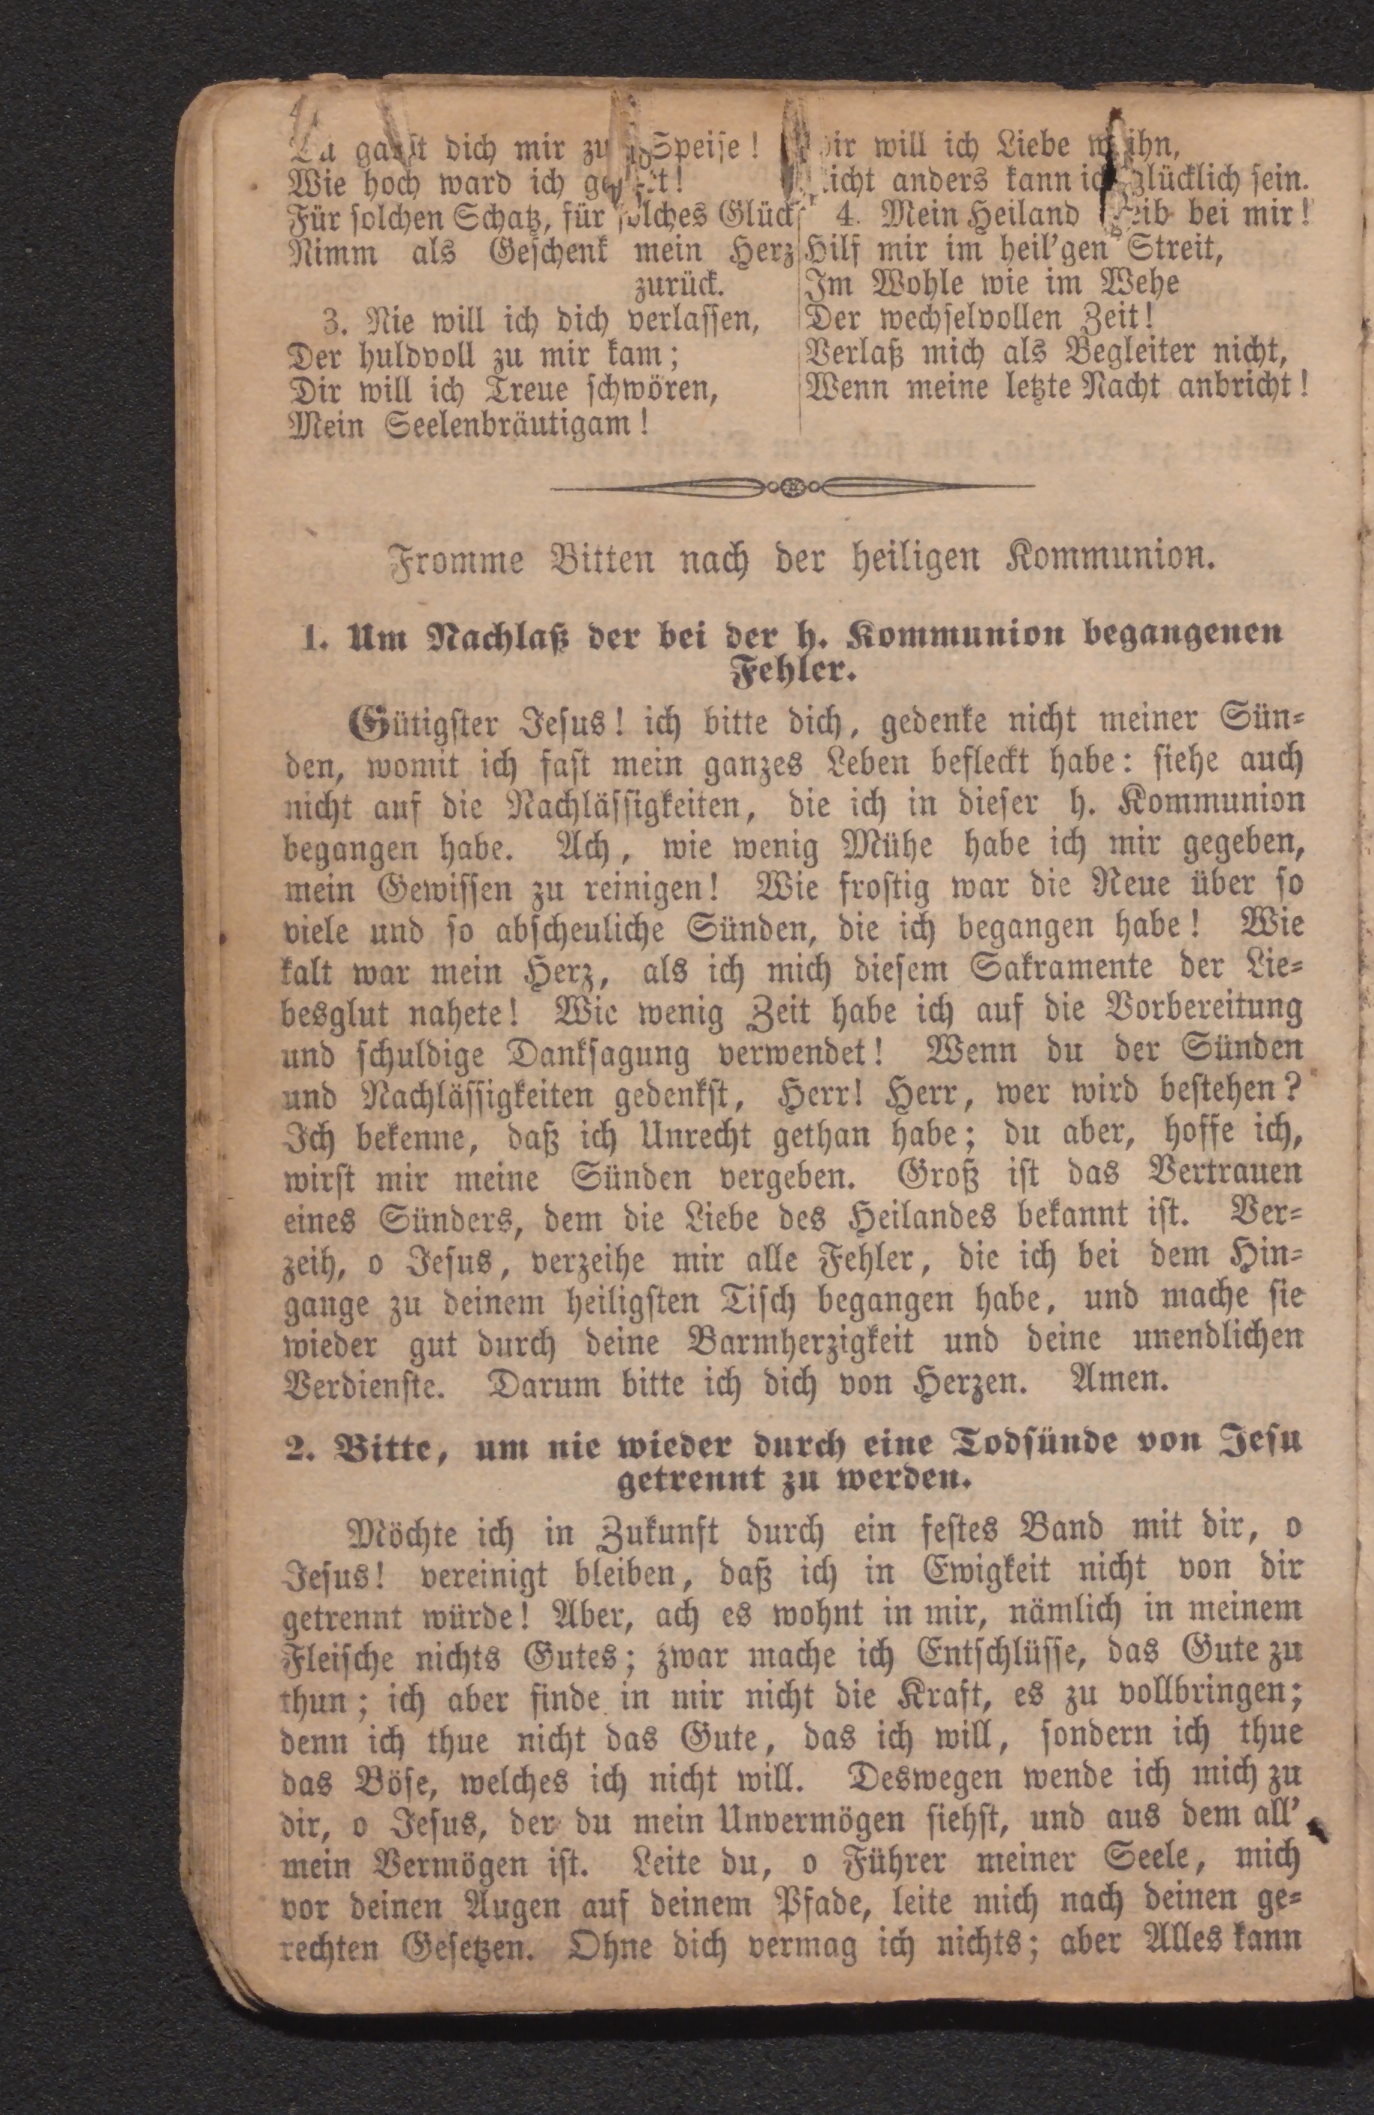 Du gabst dich mir zur Speise!
Wie hoch ward ich
Für solchen Schatz, für solches Glück
Nimm als Geschenk mein Herz
zurück.
3. Nie will ich dich verlassen,
Der huldvoll zu mir kam;
Dir will ich Treue schwören,
Mein Seelenbräutigam!
Dir will ich Liebe weihn,
Nicht anders kann ich glücklich sein.
4. Mein Heiland bleib bei mir!
Hilf mir im heil'gen Streit,
Im Wohle wie im Wehe
Der wechselvollen Zeit!
Verlaß mich als Begleiter nicht,
Wenn meine letzte Nacht anbricht!
Fromme Bitten nach der heiligen Kommunion.
1. Um Nachlaß der bei der h. Kommunion begangenen
Fehler.
Gütigster Jesus! ich bitte dich, gedenke nicht meiner Sün-
den, womit ich fast mein ganzes Leben befleckt habe: siehe auch
nicht auf die Nachlässigkeiten, die ich in dieser h. Kommunion
begangen habe. Ach, wie wenig Mühe habe ich mir gegeben,
mein Gewissen zu reinigen! Wie frostig war die Reue über so
viele und so abscheuliche Sünden, die ich begangen habe! Wie
kalt war mein Herz, als ich mich diesem Sakramente der Lie-
besglut nahete! Wie wenig Zeit habe ich auf die Vorbereitung
und schuldige Danksagung verwendet! Wenn du der Sünden
und Nachlässigkeiten gedenkst, Herr! Herr, wer wird bestehen?
Ich bekenne, daß ich Unrecht gethan habe; du aber, hoffe ich,
wirst mir meine Sünden vergeben. Groß ist das Vertrauen
eines Sünders, dem die Liebe des Heilandes bekannt ist. Ver-
zeih, o Jesus, verzeihe mir alle Fehler, die ich bei dem Hin-
gange zu deinem heiligsten Tisch begangen habe, und mache sie
wieder gut durch deine Barmherzigkeit und deine unendlichen
Verdienste. Darum bitte ich dich von Herzen. Amen.
2. Bitte, um nie wieder durch eine Todsünde von Jesu
getrennt zu werden.
Möchte ich in Zukunft durch ein festes Band mit dir, o
Jesus! vereinigt bleiben, daß ich in Ewigkeit nicht von dir
getrennt würde! Aber, ach es wohnt in mir, nämlich in meinem
Fleische nichts Gutes; zwar mache ich Entschlüsse, das Gute zu
thun; ich aber finde in mir nicht die Kraft, es zu vollbringen;
denn ich thue nicht das Gute, das ich will, sondern ich thue
das Böse, welches ich nicht will. Deswegen wende ich mich zu
dir, o Jesus, der du mein Unvermögen siehst, und aus dem all'
mein Vermögen ist. Leite du, o Führer meiner Seele, mich
vor deinen Augen auf deinem Pfade, leite mich nach deinen ge-
rechten Gesetzen. Ohne dich vermag ich nichts; aber Alles kann